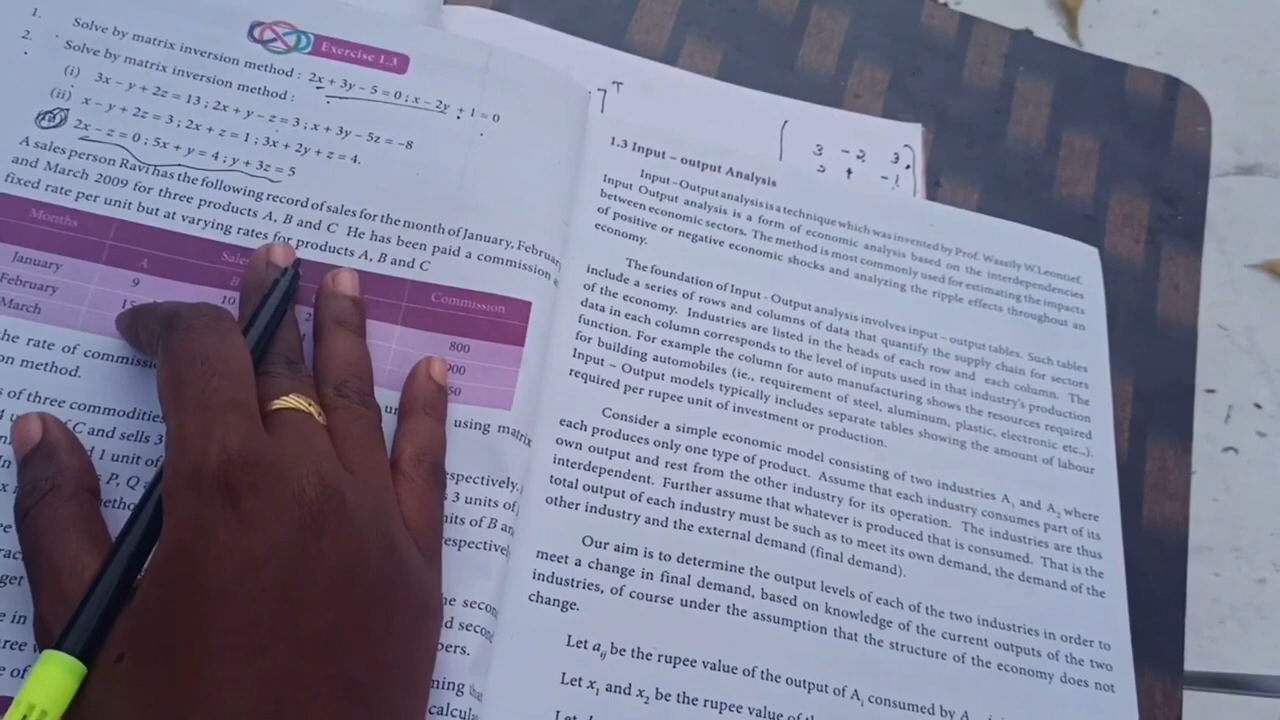 Exercise 1.3
1. Solve by matrix inversion method : 2x + 3y – 5 = 0 ; x – 2y + 1 = 0
2. Solve by matrix inversion method :
(i) 3x – y + 2z = 13 ; 2x + y – z = 3 ; x + 3y – 5z = –8
(ii) x – y + 2z = 3 ; 2x + z = 1 ; 3x + 2y + z = 4.
2x – z = 0 ; 5x + y = 4 ; y + 3z = 5
A sales person Ravi has the following record of sales for the month of January, February
and March 2009 for three products A, B and C He has been paid a commission
fixed rate per unit but at varying rates for products A, B and C
Months Sales Commission
A B
January 9 10 800
February 15 900
March 50
the rate of commiss
on method.
s of three commodities using matrix
C and sells 3
d 1 unit of spectively.
P, Q 3 units of
metho nits of B an
espective
he secon
d secon
pers.
ning tha
calcula
T
3 -2 3
-1
1.3 Input – output Analysis
Input –Output analysis is a technique which was invented by Prof. Wassily W.Leontief.
Input Output analysis is a form of economic analysis based on the interdependencies
between economic sectors. The method is most commonly used for estimating the impacts
of positive or negative economic shocks and analyzing the ripple effects throughout an
economy.
The foundation of Input - Output analysis involves input – output tables. Such tables
include a series of rows and columns of data that quantify the supply chain for sectors
of the economy. Industries are listed in the heads of each row and each column. The
data in each column corresponds to the level of inputs used in that industry's production
function. For example the column for auto manufacturing shows the resources required
for building automobiles (ie., requirement of steel, aluminum, plastic, electronic etc.,).
Input – Output models typically includes separate tables showing the amount of labour
required per rupee unit of investment or production.
Consider a simple economic model consisting of two industries A1 and A2 where
each produces only one type of product. Assume that each industry consumes part of its
own output and rest from the other industry for its operation. The industries are thus
interdependent. Further assume that whatever is produced that is consumed. That is the
total output of each industry must be such as to meet its own demand, the demand of the
other industry and the external demand (final demand).
Our aim is to determine the output levels of each of the two industries in order to
meet a change in final demand, based on knowledge of the current outputs of the two
industries, of course under the assumption that the structure of the economy does not
change.
Let aij be the rupee value of the output of Ai consumed by A
Let x1 and x2 be the rupee value of
Let